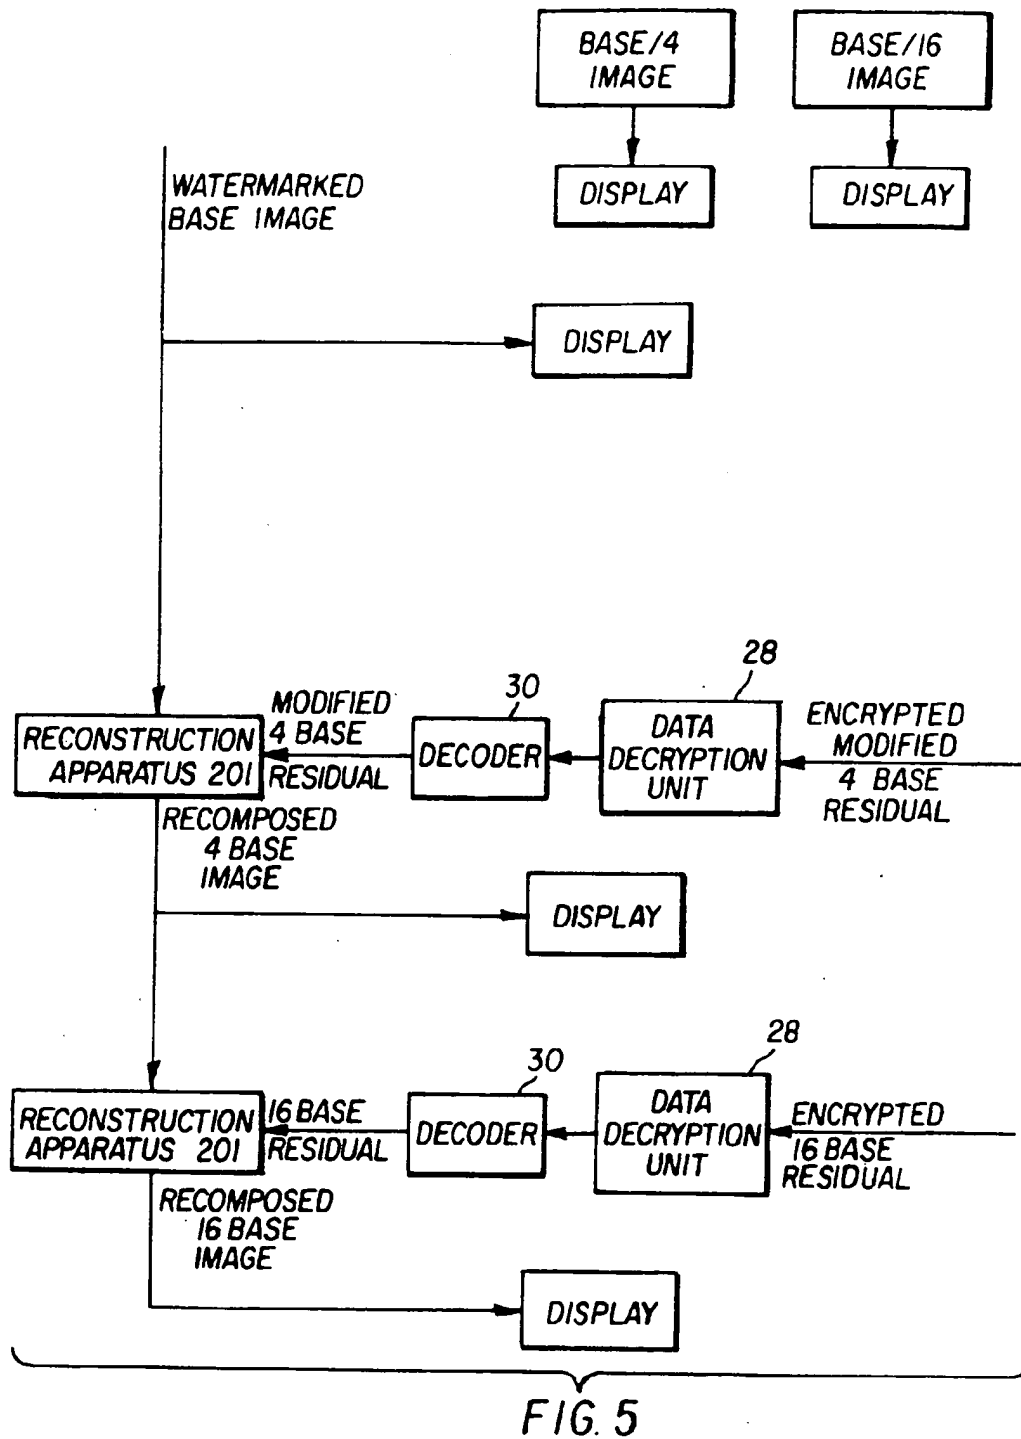 BASE/4
IMAGE
BASE/16
IMAGE
DISPLAY
DISPLAY
WATERMARKED
BASE IMAGE
DISPLAY
RECONSTRUCTION
APPARATUS 201
MODIFIED
4 BASE
RESIDUAL
30
DECODER
28
DATA
DECRYPTION
UNIT
ENCRYPTED
MODIFIED
4 BASE
RESIDUAL
RECOMPOSED
4 BASE
IMAGE
DISPLAY
RECONSTRUCTION
APPARATUS 201
16 BASE
RESIDUAL
30
DECODER
28
DATA
DECRYPTION
UNIT
ENCRYPTED
16 BASE
RESIDUAL
RECOMPOSED
16 BASE
IMAGE
DISPLAY
FIG. 5